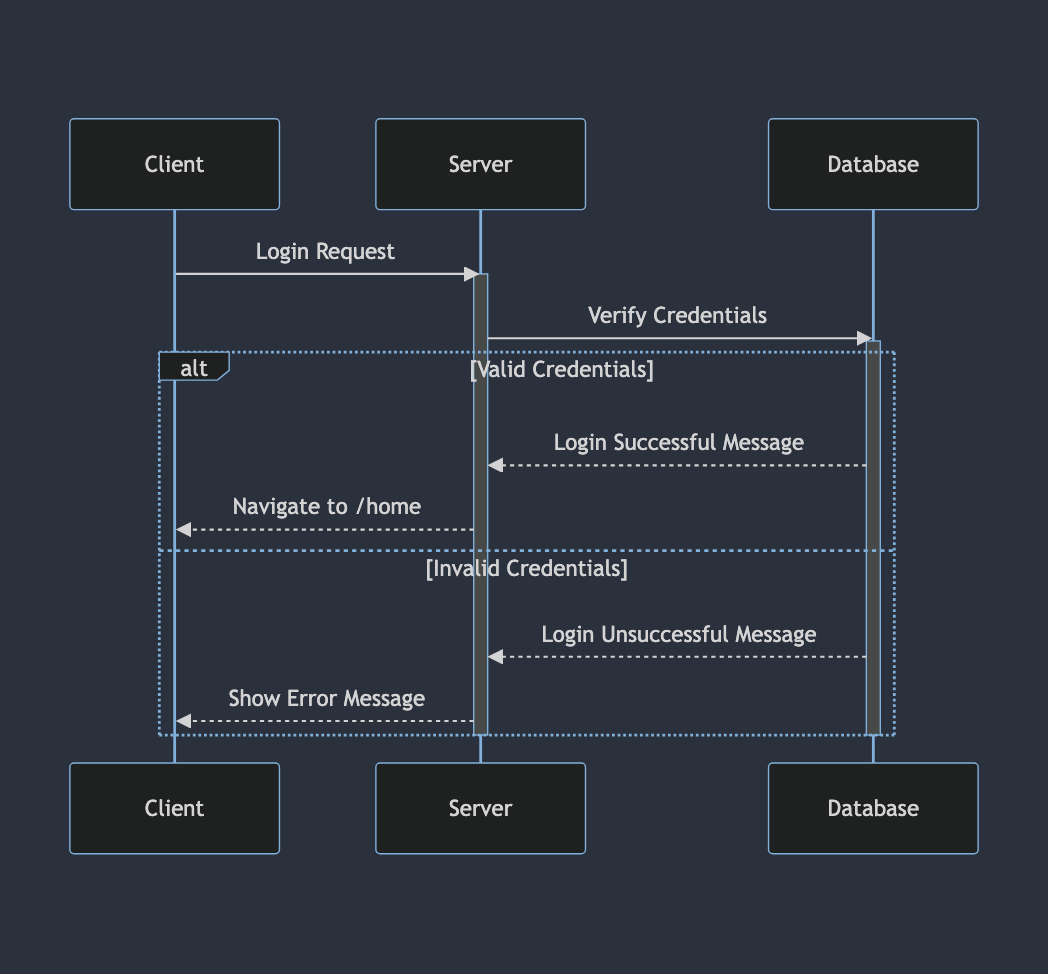 Client
Server
Database
Login Request
Verify Credentials
alt
[Valid Credentials]
Login Successful Message
Navigate to /home
[Invalid Credentials]
Login Unsuccessful Message
Show Error Message
Client
Server
Database